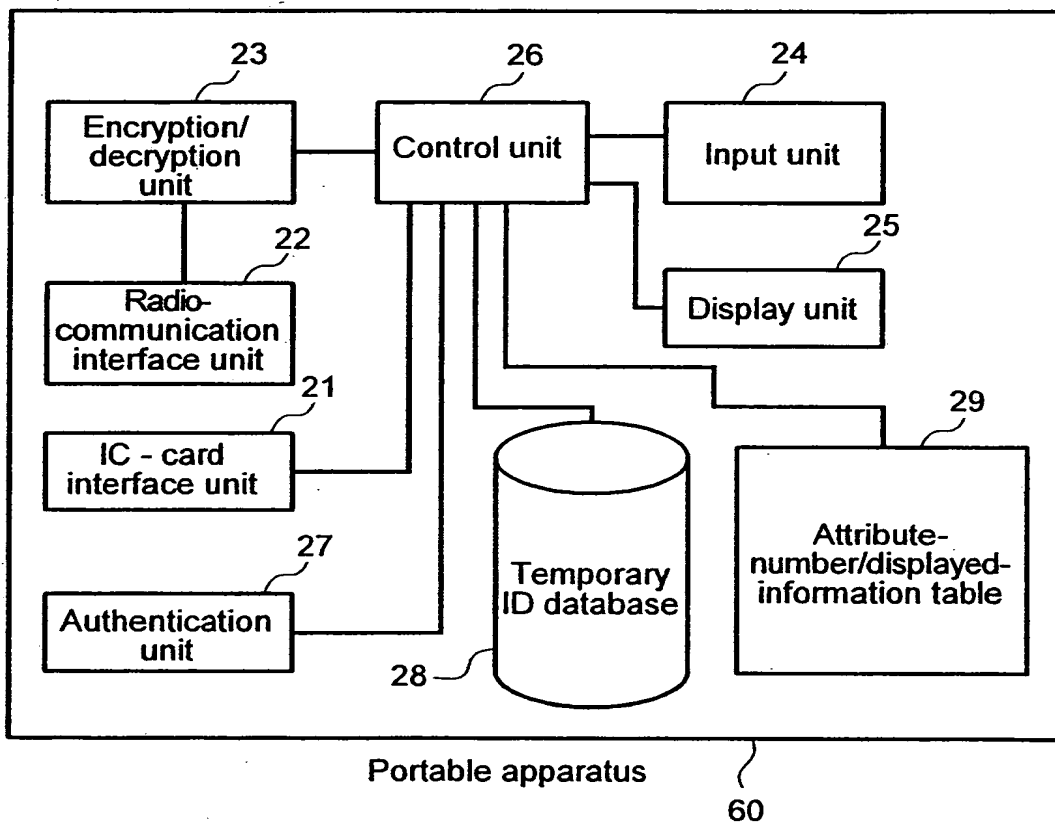 23
26
24
Encryption/
decryption
unit
Control unit
Input unit
22
25
Radio-
communication
interface unit
Display unit
21
29
IC - card
interface unit
27
Attribute-
number/displayed-
information table
Temporary
ID database
Authentication
unit
28
Portable apparatus
60